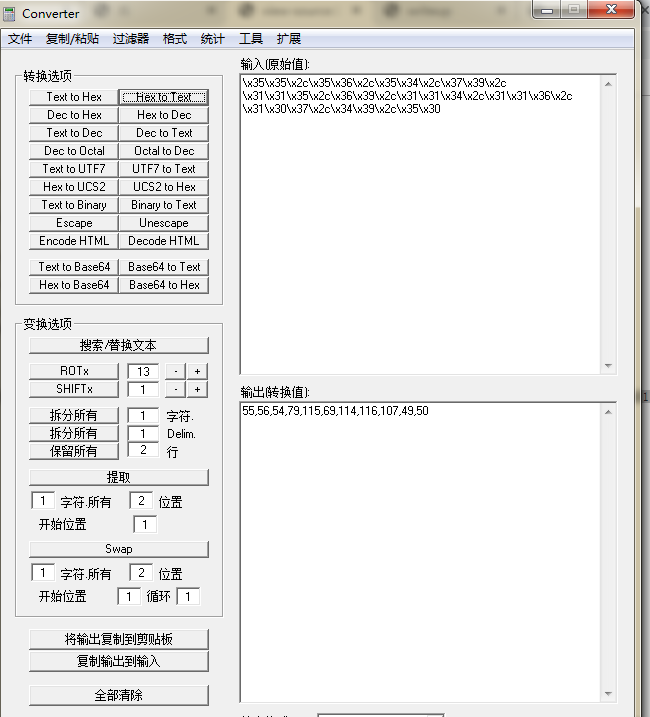 Converter
文件 复制/粘贴 过滤器 格式 统计 工具 扩展
转换选项
Text to Hex Hex to Text
Dec to Hex Hex to Dec
Text to Dec Dec to Text
Dec to Octal Octal to Dec
Text to UTF7 UTF7 to Text
Hex to UCS2 UCS2 to Hex
Text to Binary Binary to Text
Escape Unescape
Encode HTML Decode HTML
Text to Base64 Base64 to Text
Hex to Base64 Base64 to Hex
变换选项
搜索/替换文本
ROTx 13 - +
SHIFTx 1 - +
拆分所有 1 字符.
拆分所有 1 Delim.
保留所有 2 行
提取
1 字符.所有 2 位置
开始位置 1
Swap
1 字符.所有 2 位置
开始位置 1 循环 1
将输出复制到剪贴板
复制输出到输入
全部清除
输入(原始值):
\x35\x35\x2c\x35\x36\x2c\x35\x34\x2c\x37\x39\x2c
\x31\x31\x35\x2c\x36\x39\x2c\x31\x31\x34\x2c\x31\x31\x36\x2c
\x31\x30\x37\x2c\x34\x39\x2c\x35\x30
输出(转换值):
55,56,54,79,115,69,114,116,107,49,50